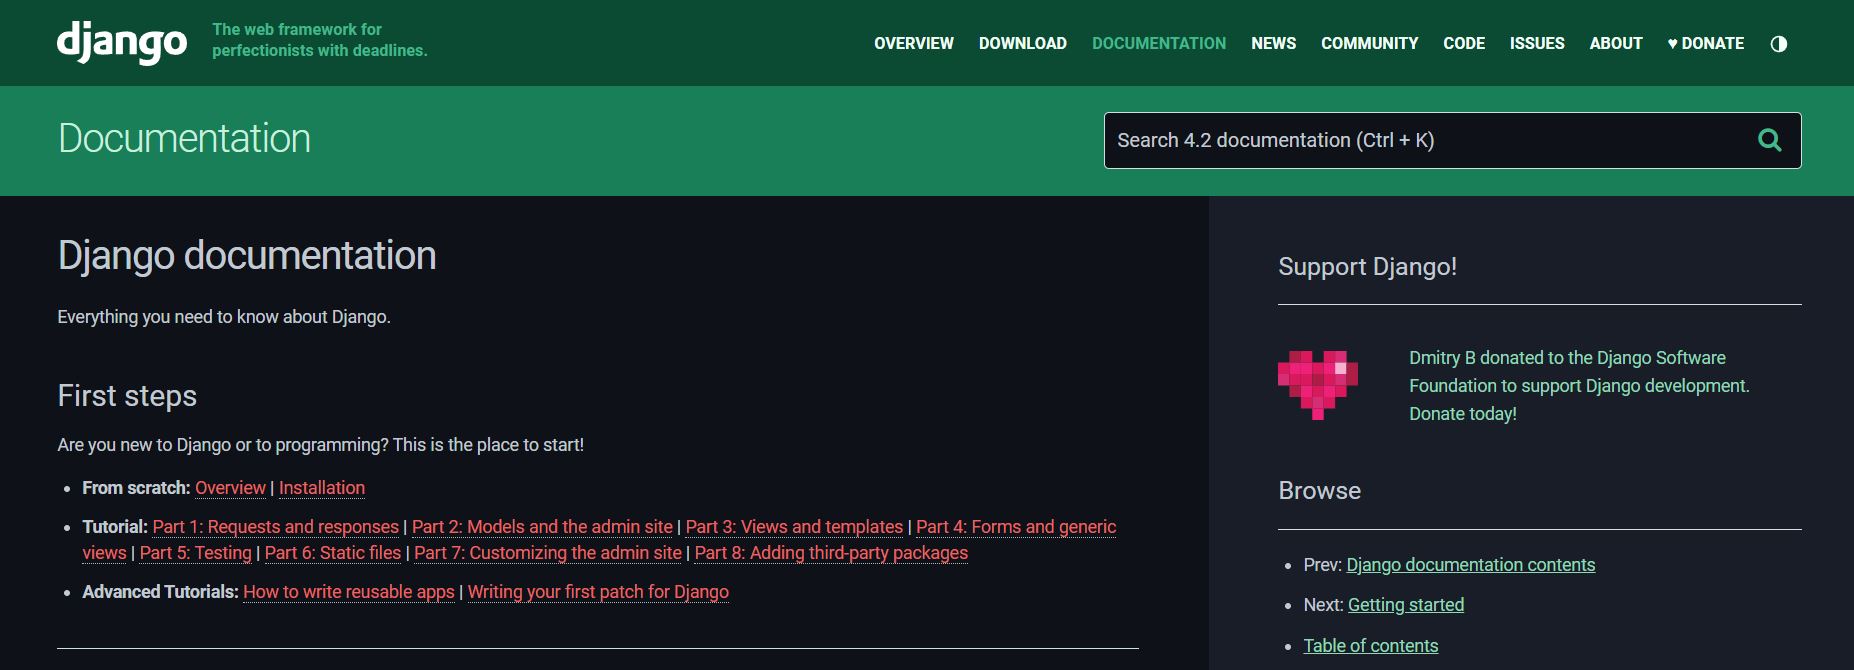 django
The web framework for
perfectionists with deadlines.
OVERVIEW DOWNLOAD DOCUMENTATION NEWS COMMUNITY CODE ISSUES ABOUT ♥ DONATE
Documentation
Search 4.2 documentation (Ctrl + K)
Django documentation
Everything you need to know about Django.
First steps
Are you new to Django or to programming? This is the place to start!
• From scratch: Overview | Installation
• Tutorial: Part 1: Requests and responses | Part 2: Models and the admin site | Part 3: Views and templates | Part 4: Forms and generic
views | Part 5: Testing | Part 6: Static files | Part 7: Customizing the admin site | Part 8: Adding third-party packages
• Advanced Tutorials: How to write reusable apps | Writing your first patch for Django
Support Django!
Dmitry B donated to the Django Software
Foundation to support Django development.
Donate today!
Browse
• Prev: Django documentation contents
• Next: Getting started
• Table of contents